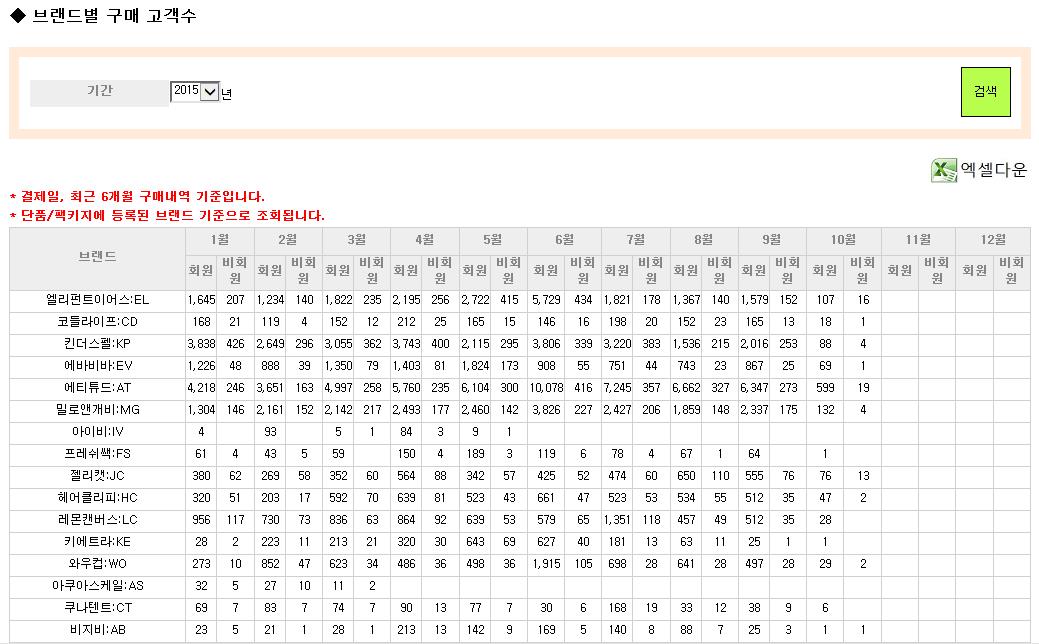 ◆ 브랜드별 구매 고객수
기간 2015 년 검색
엑셀다운
* 결제일, 최근 6개월 구매내역 기준입니다.
* 단품/팩키지에 등록된 브랜드 기준으로 조회됩니다.
브랜드 1월 2월 3월 4월 5월 6월 7월 8월 9월 10월 11월 12월
회원 비회원 회원 비회원 회원 비회원 회원 비회원 회원 비회원 회원 비회원 회원 비회원 회원 비회원 회원 비회원 회원 비회원 회원 비회원 회원 비회원
엘리펀트이어스:EL 1,645 207 1,234 140 1,822 235 2,195 256 2,722 415 5,729 434 1,821 178 1,367 140 1,579 152 107 16
코들라이프:CD 168 21 119 4 152 12 212 25 165 15 146 16 198 20 152 23 165 13 18 1
킨더스펠:KP 3,838 426 2,649 296 3,055 362 3,743 400 2,115 295 3,806 339 3,220 383 1,536 215 2,016 253 88 4
에바비바:EV 1,226 48 888 39 1,350 79 1,403 81 1,824 173 908 55 751 44 743 23 867 25 69 1
에티튜드:AT 4,218 246 3,651 163 4,997 258 5,760 235 6,104 300 10,078 416 7,245 357 6,662 327 6,347 273 599 19
밀로앤개비:MG 1,304 146 2,161 152 2,142 217 2,493 177 2,460 142 3,826 227 2,427 206 1,859 148 2,337 175 132 4
아이비:IV 4 93 5 1 84 3 9 1
프레쉬쌕:FS 61 4 43 5 59 150 4 189 3 119 6 78 4 67 1 64 1
젤리캣:JC 380 62 269 58 352 60 564 88 342 57 425 52 474 60 650 110 555 76 76 13
헤어클리피:HC 320 51 203 17 592 70 639 81 523 43 661 47 523 53 534 55 512 35 47 2
레몬캔버스:LC 956 117 730 73 836 63 864 92 639 53 579 65 1,351 118 457 49 512 35 28
키에트라:KE 28 2 223 11 213 21 320 30 643 69 627 40 181 13 63 11 25 1 1
와우컵:WO 273 10 852 47 623 34 486 36 498 36 1,915 105 698 28 641 28 497 28 29 2
아쿠아스케일:AS 32 5 27 10 11 2
쿠나텐트:CT 69 7 83 7 74 7 90 13 77 7 30 6 168 19 33 12 38 9 6
비지비:AB 23 5 21 1 28 1 213 13 142 9 169 5 140 8 88 7 25 3 1 1